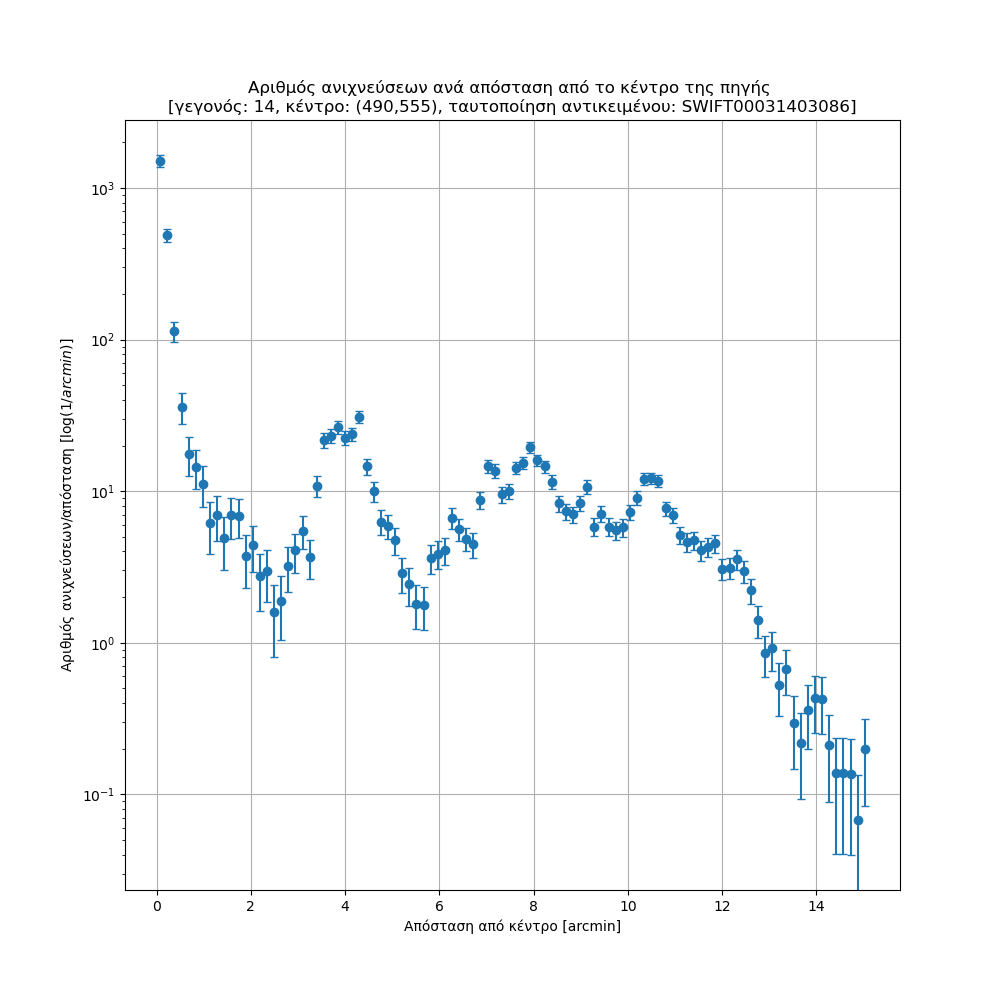 Αριθμός ανιχνεύσεων ανά απόσταση από το κέντρο της πηγής
[γεγονός: 14, κέντρο: (490,555), ταυτοποίηση αντικειμένου: SWIFT00031403086]
Αριθμός ανιχνεύσεων/απόσταση [log(1/arcmin)]
10³
10²
10¹
10⁰
10⁻¹
0 2 4 6 8 10 12 14
Απόσταση από κέντρο [arcmin]